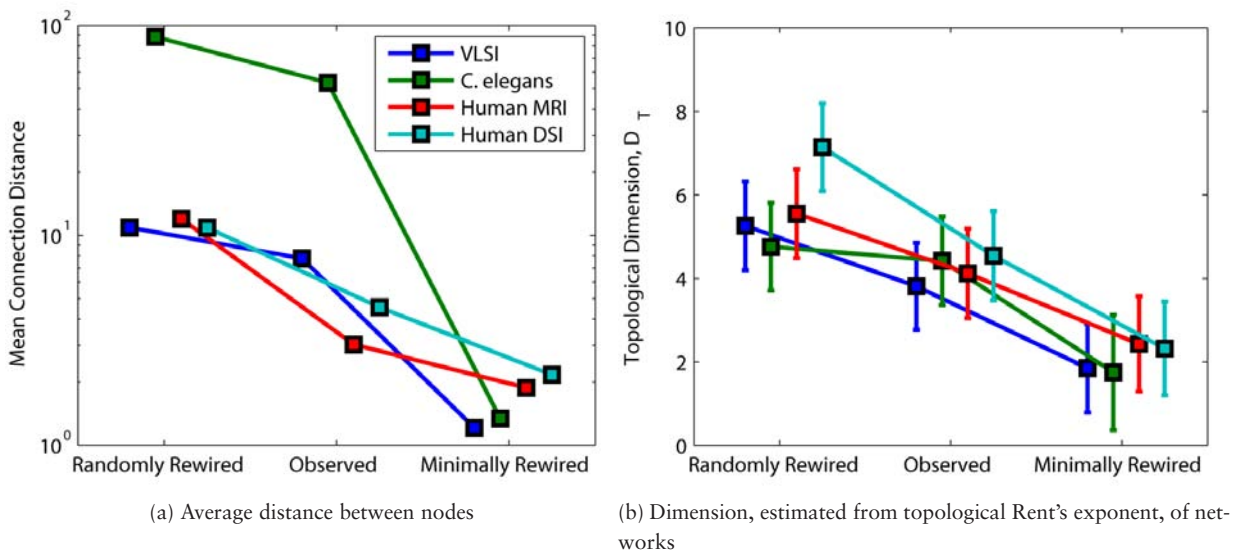 10^2
10^1
10^0
Mean Connection Distance
VLSI
C. elegans
Human MRI
Human DSI
Randomly Rewired Observed Minimally Rewired
(a) Average distance between nodes
10
8
6
4
2
0
Topological Dimension, D_T
Randomly Rewired Observed Minimally Rewired
(b) Dimension, estimated from topological Rent's exponent, of net-
works